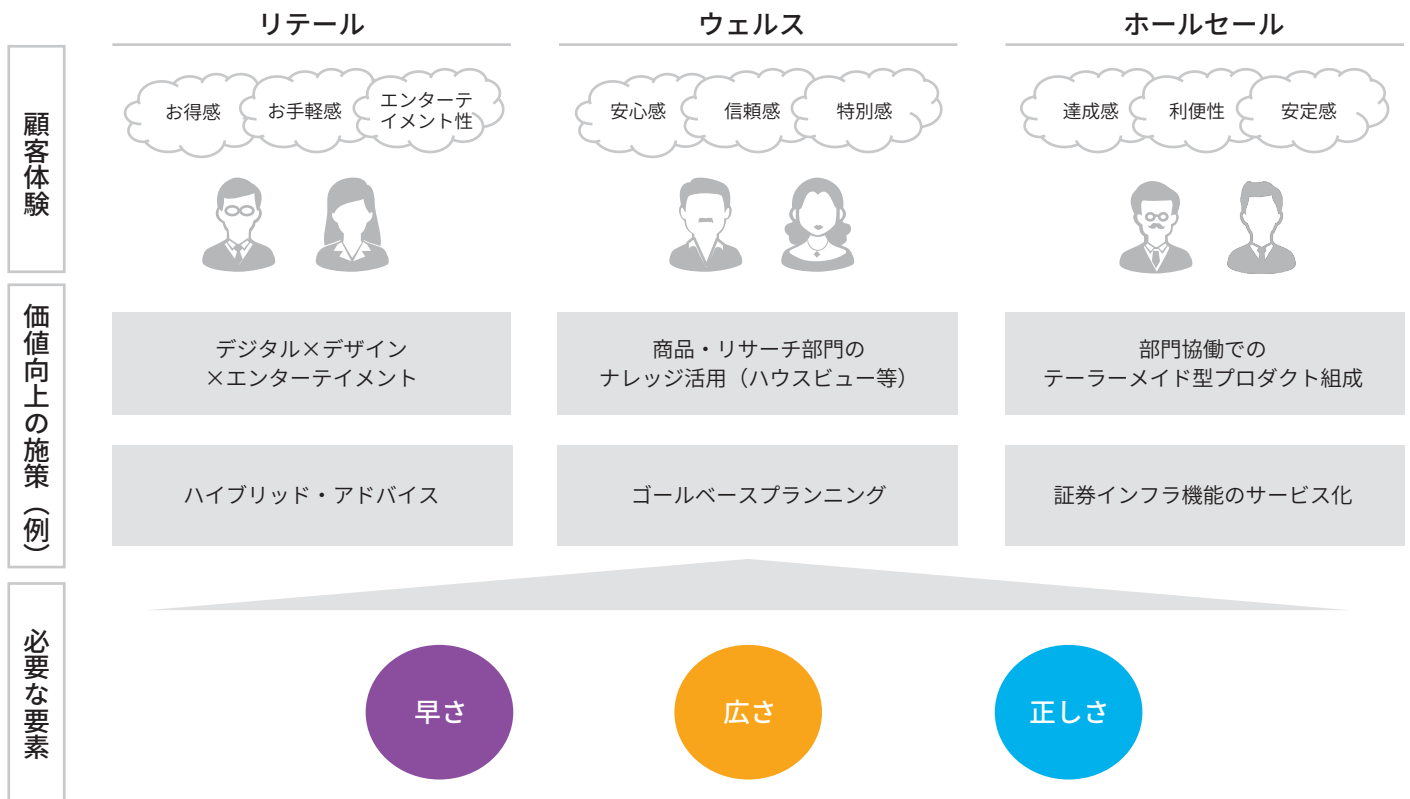 リテール
ウェルス
ホールセール
顧客体験
お得感
お手軽感
エンターテ
イメント性
安心感
信頼感
特別感
達成感
利便性
安定感
価値向上の施策（例）
デジタル×デザイン
×エンターテイメント
商品・リサーチ部門の
ナレッジ活用（ハウスビュー等）
部門協働での
テーラーメイド型プロダクト組成
ハイブリッド・アドバイス
ゴールベースプランニング
証券インフラ機能のサービス化
必要な要素
早さ
広さ
正しさ